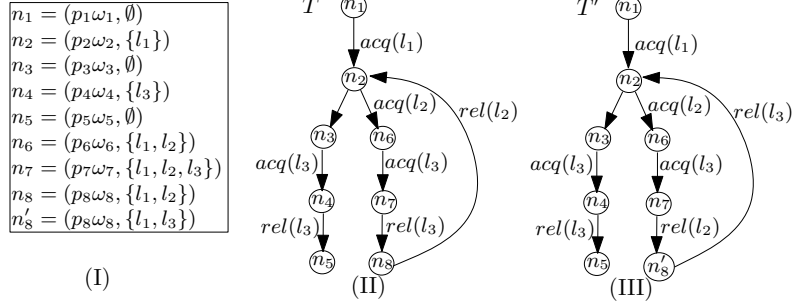 n₁ = (p₁ω₁, ∅)
n₂ = (p₂ω₂, {l₁})
n₃ = (p₃ω₃, ∅)
n₄ = (p₄ω₄, {l₃})
n₅ = (p₅ω₅, ∅)
n₆ = (p₆ω₆, {l₁, l₂})
n₇ = (p₇ω₇, {l₁, l₂, l₃})
n₈ = (p₈ω₈, {l₁, l₂})
n′₈ = (p₈ω₈, {l₁, l₃})
(I)
T
n₁
acq(l₁)
n₂
acq(l₂)
rel(l₂)
n₃
n₆
acq(l₃)
acq(l₃)
n₄
n₇
rel(l₃)
rel(l₃)
n₅
n₈
(II)
T′
n₁
acq(l₁)
n₂
acq(l₂)
rel(l₃)
n₃
n₆
acq(l₃)
acq(l₃)
n₄
n₇
rel(l₃)
rel(l₂)
n₅
n′₈
(III)